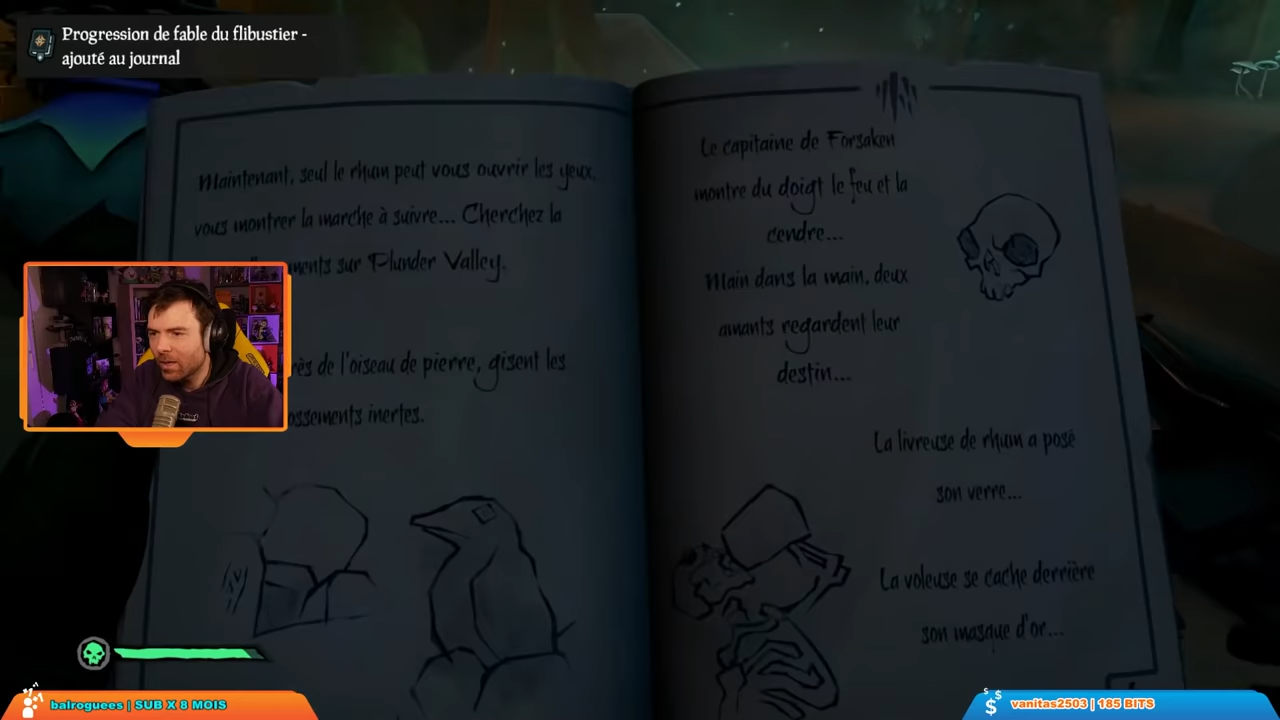 Progression de fable du flibustier -
ajouté au journal
Maintenant, seul le rhum peut vous ouvrir les yeux,
vous montrer la marche à suivre... Cherchez la
sur Plunder Valley.
de l'oiseau de pierre, gisent les
ossements inertes.
Le capitaine de Forsaken
montre du doigt le feu et la
cendre...
Main dans la main, deux
amants regardent leur
destin...
La livreuse de rhum a posé
son verre...
La voleuse se cache derrière
son masque d'or...
balroguees | SUB X 8 MOIS
vanitas2503 | 185 BITS